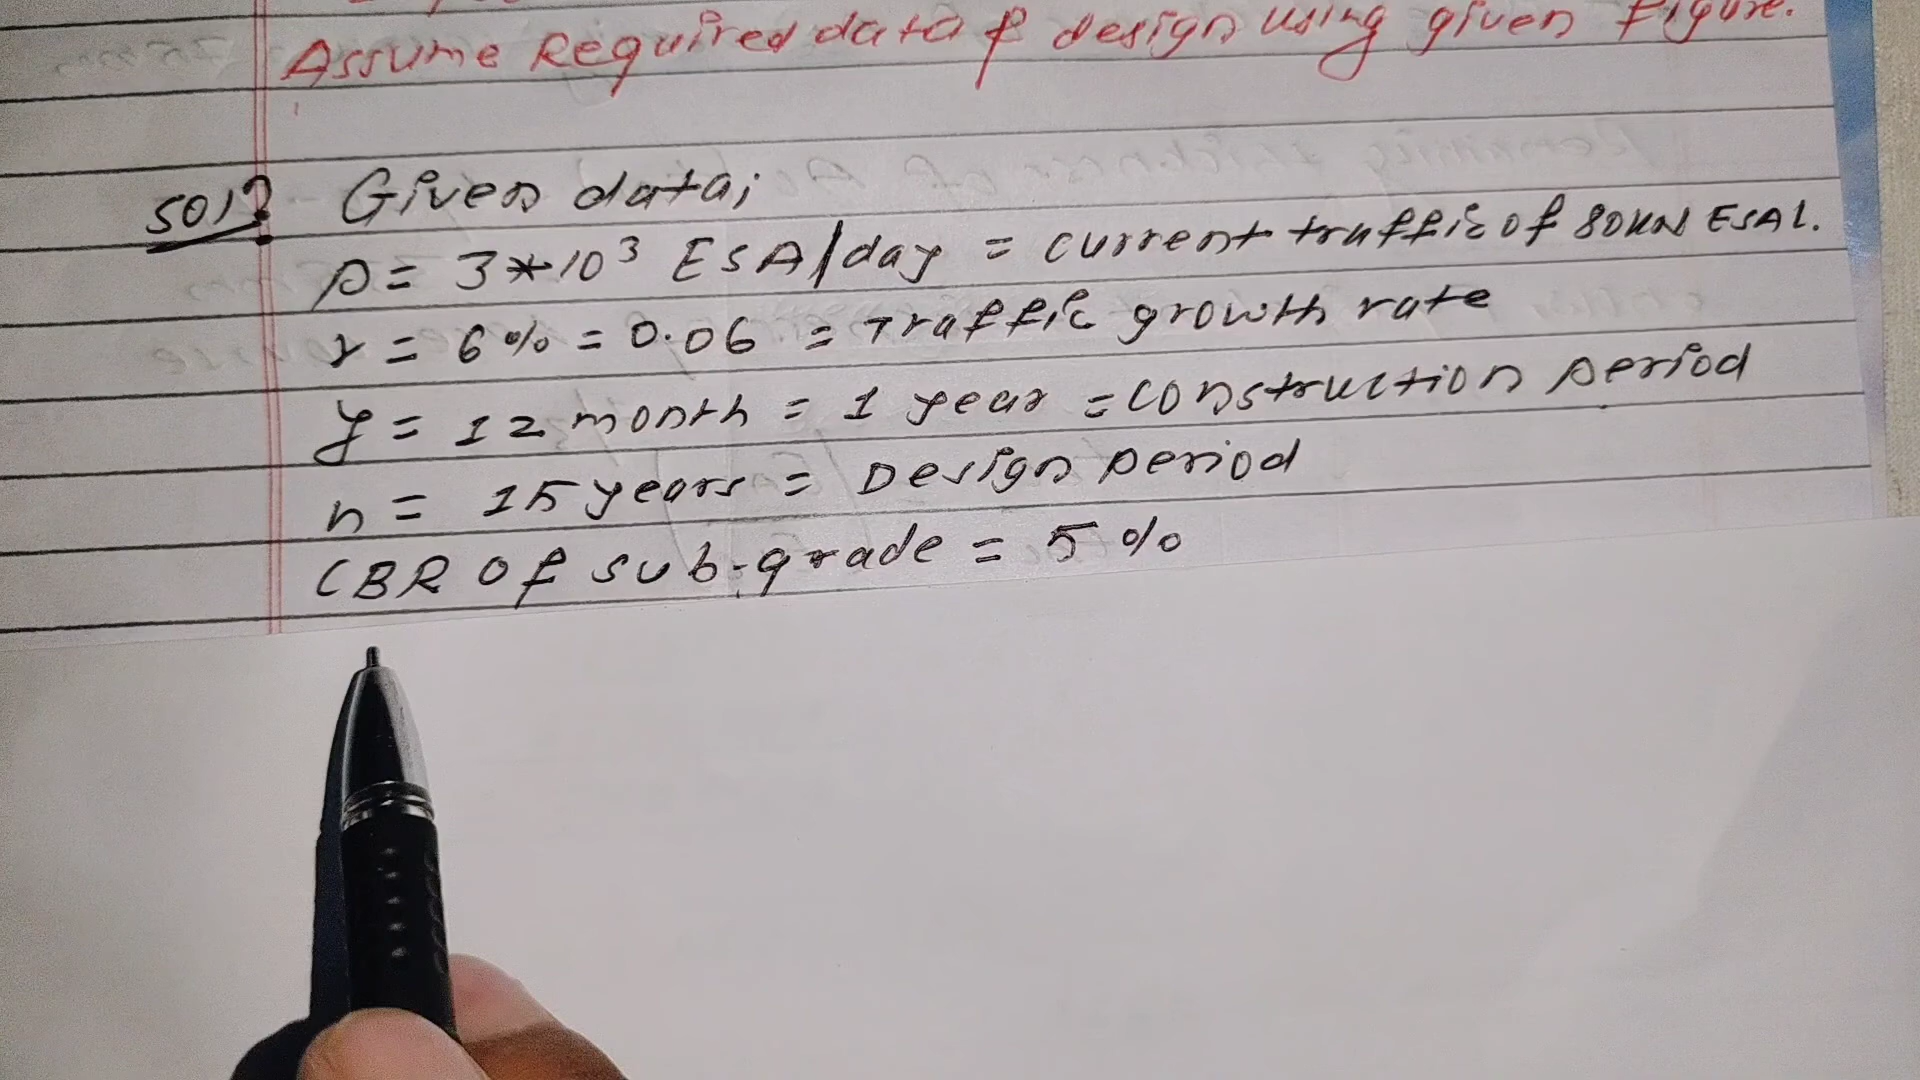 Assume Required data & design using given Figure.
Soln: Given data;
P = 3*10³ ESA/day = current traffic of 80kN ESAL.
r = 6% = 0.06 = Traffic growth rate
y = 12 month = 1 year = construction period
n = 15 years = Design period
CBR of sub-grade = 5%